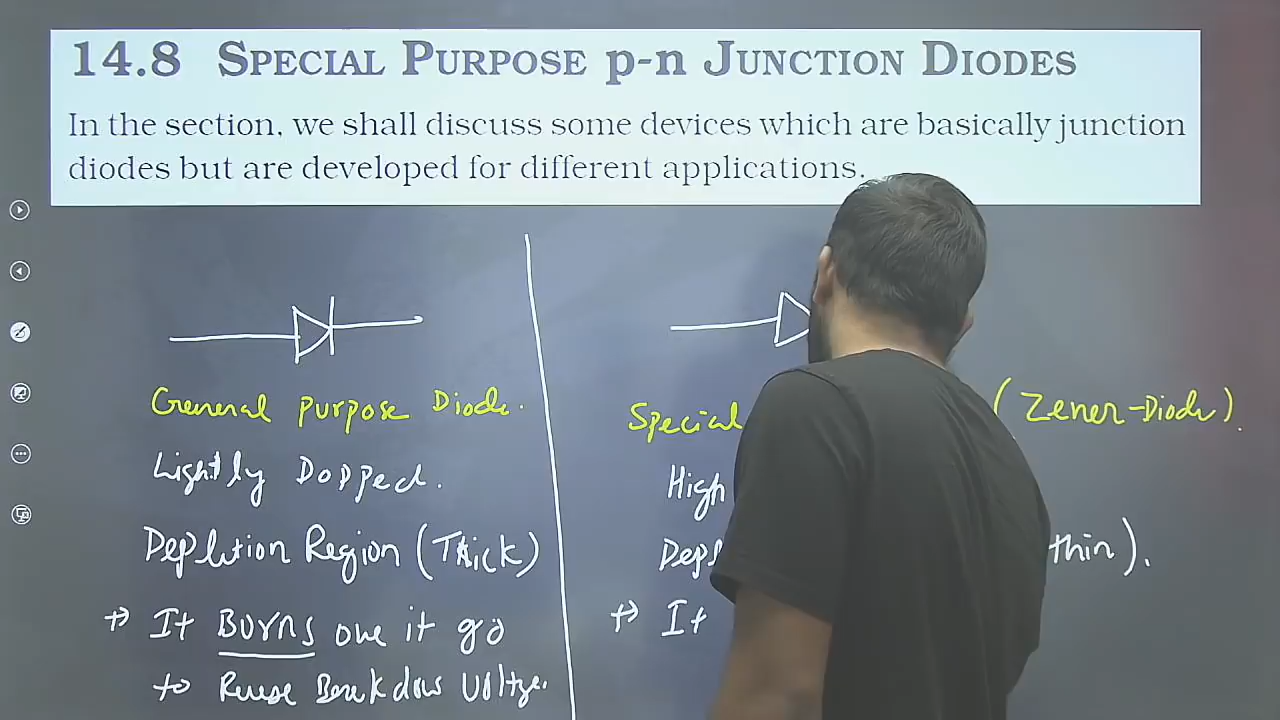 14.8 SPECIAL PURPOSE p-n JUNCTION DIODES
In the section, we shall discuss some devices which are basically junction
diodes but are developed for different applications.
General Purpose Diode.
Lightly Dopped.
Depletion Region (Thick)
It Burns one it go
to Breakdow Voltge.
Special (Zener-Diode).
High
Depl thin).
It